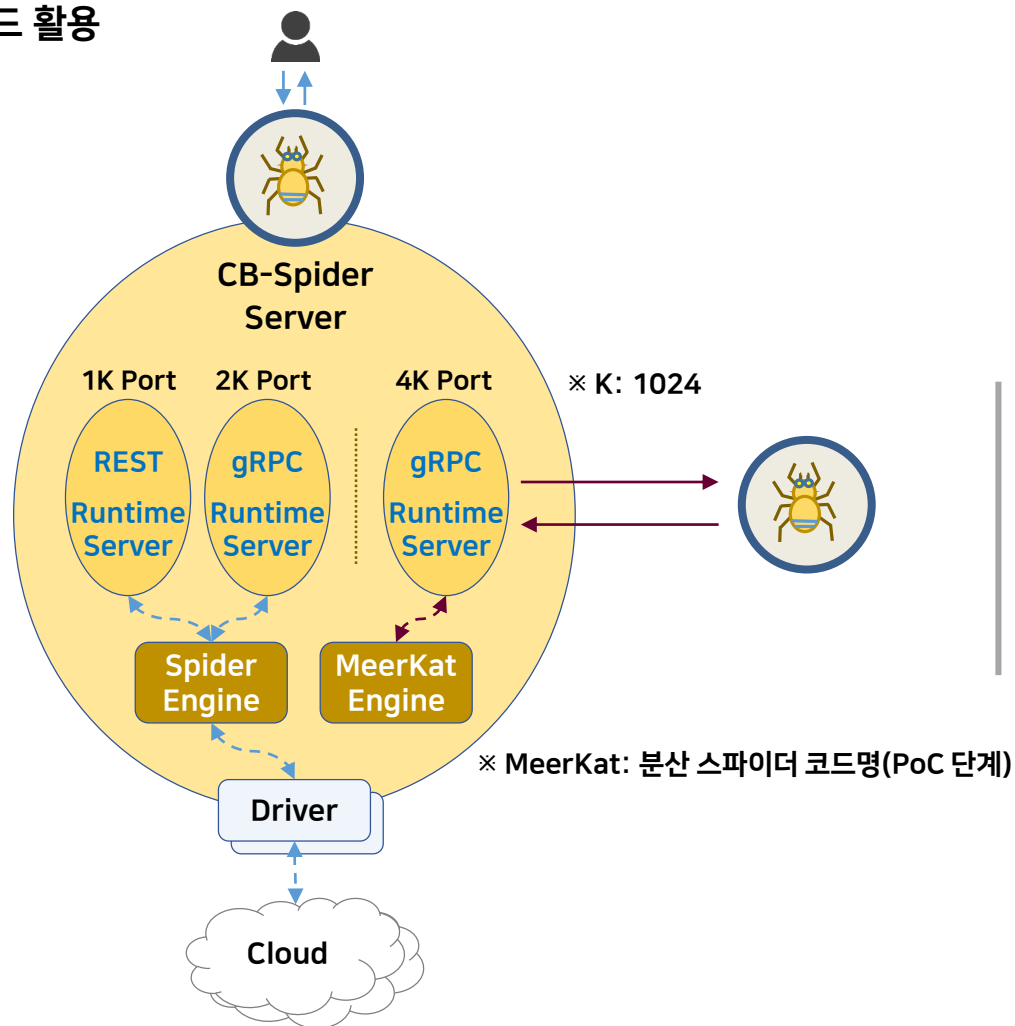 드 활용
CB-Spider
Server
1K Port
2K Port
4K Port
※ K: 1024
REST
Runtime
Server
gRPC
Runtime
Server
gRPC
Runtime
Server
Spider
Engine
MeerKat
Engine
※ MeerKat: 분산 스파이더 코드명(PoC 단계)
Driver
Cloud